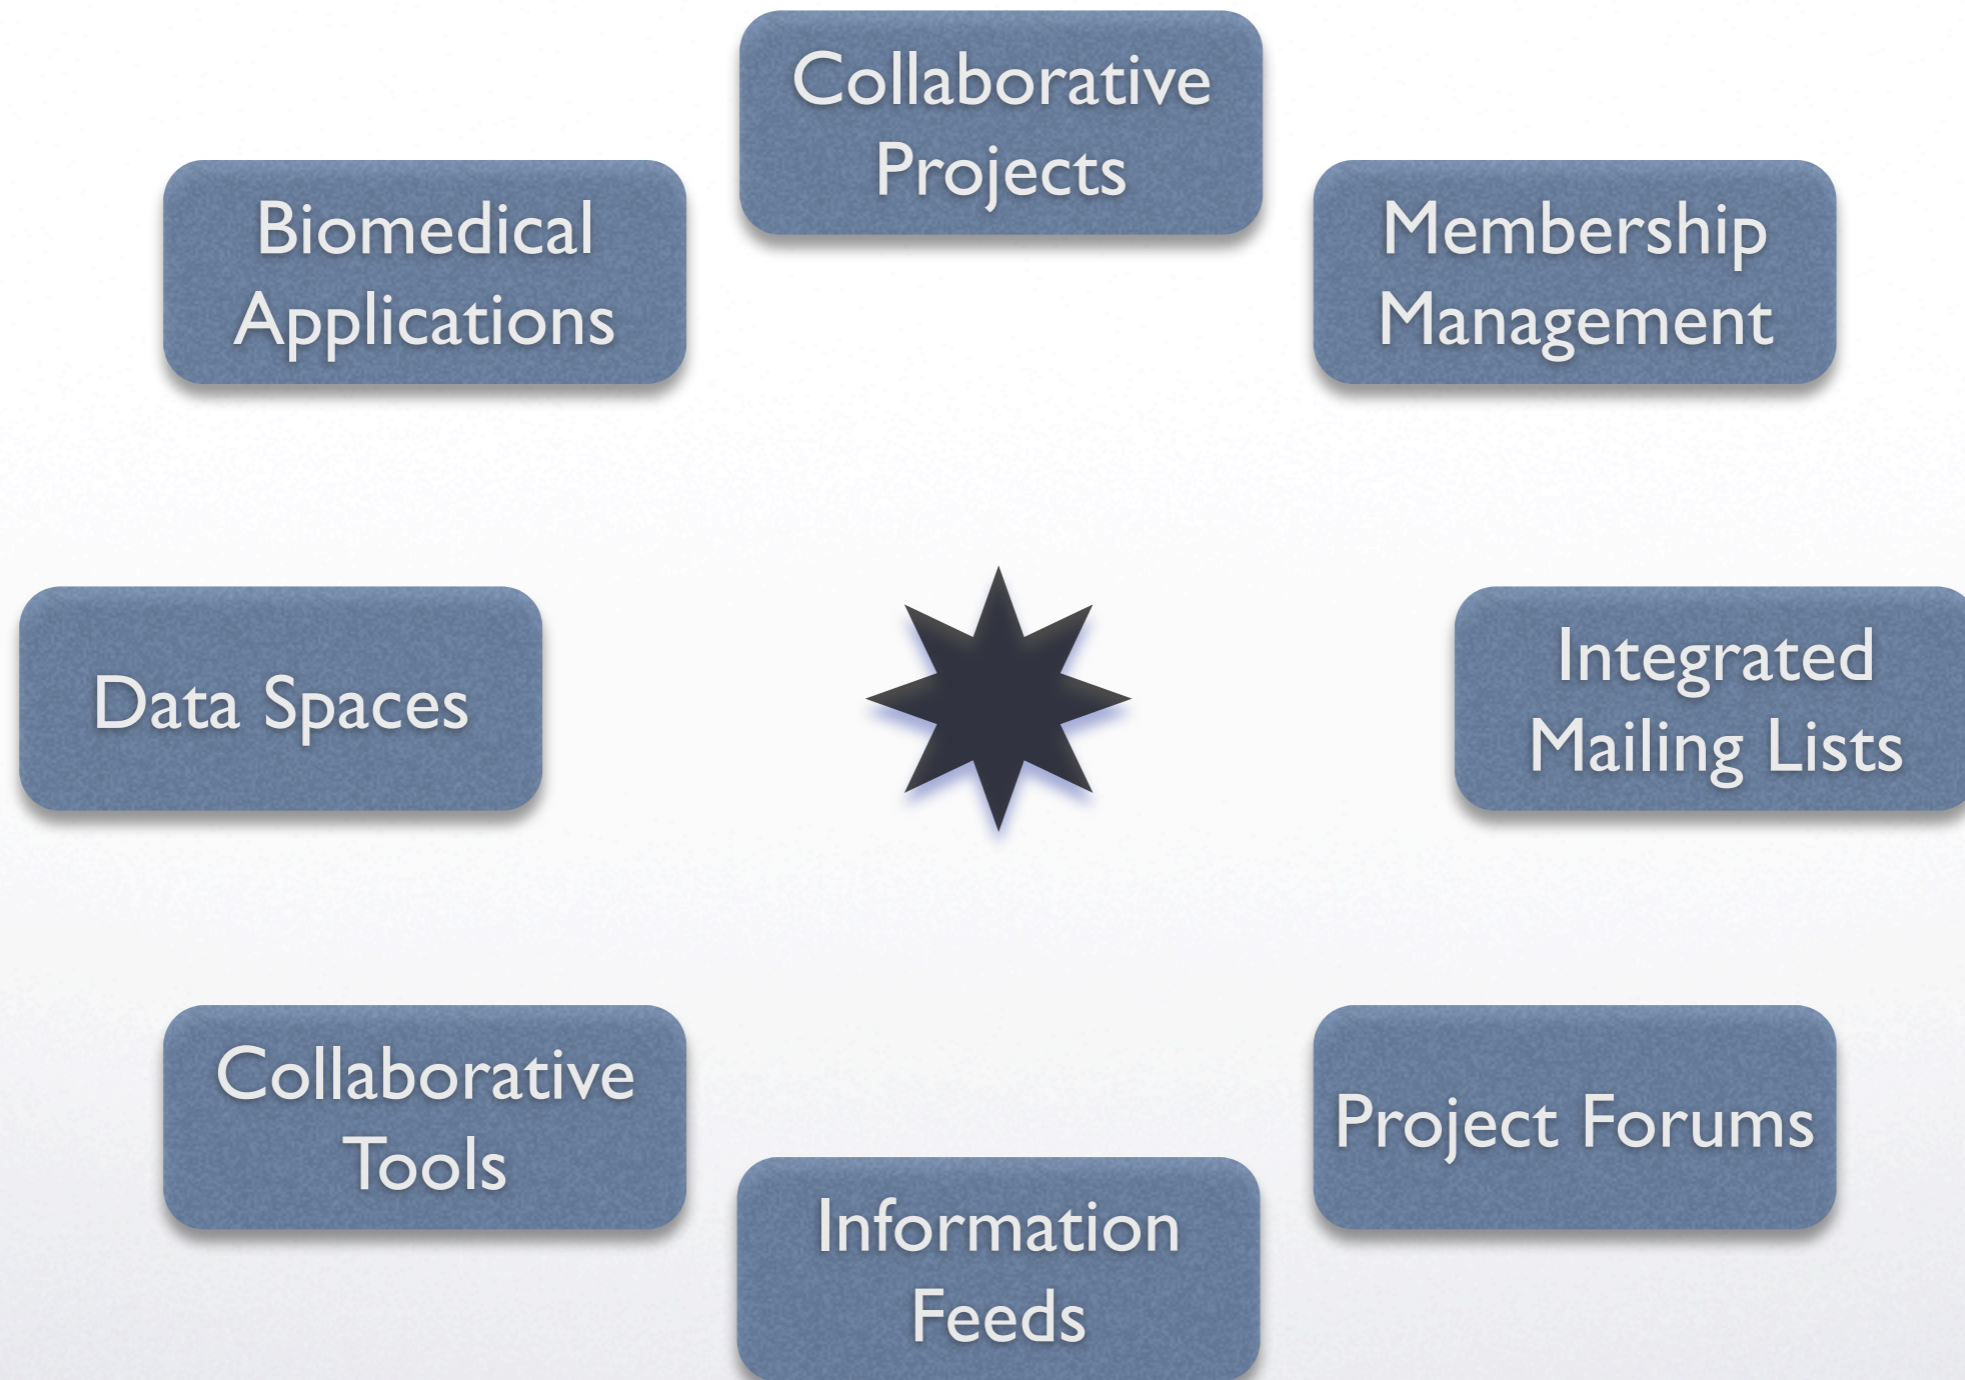 Collaborative
Projects
Biomedical
Applications
Membership
Management
Data Spaces
Integrated
Mailing Lists
Collaborative
Tools
Project Forums
Information
Feeds